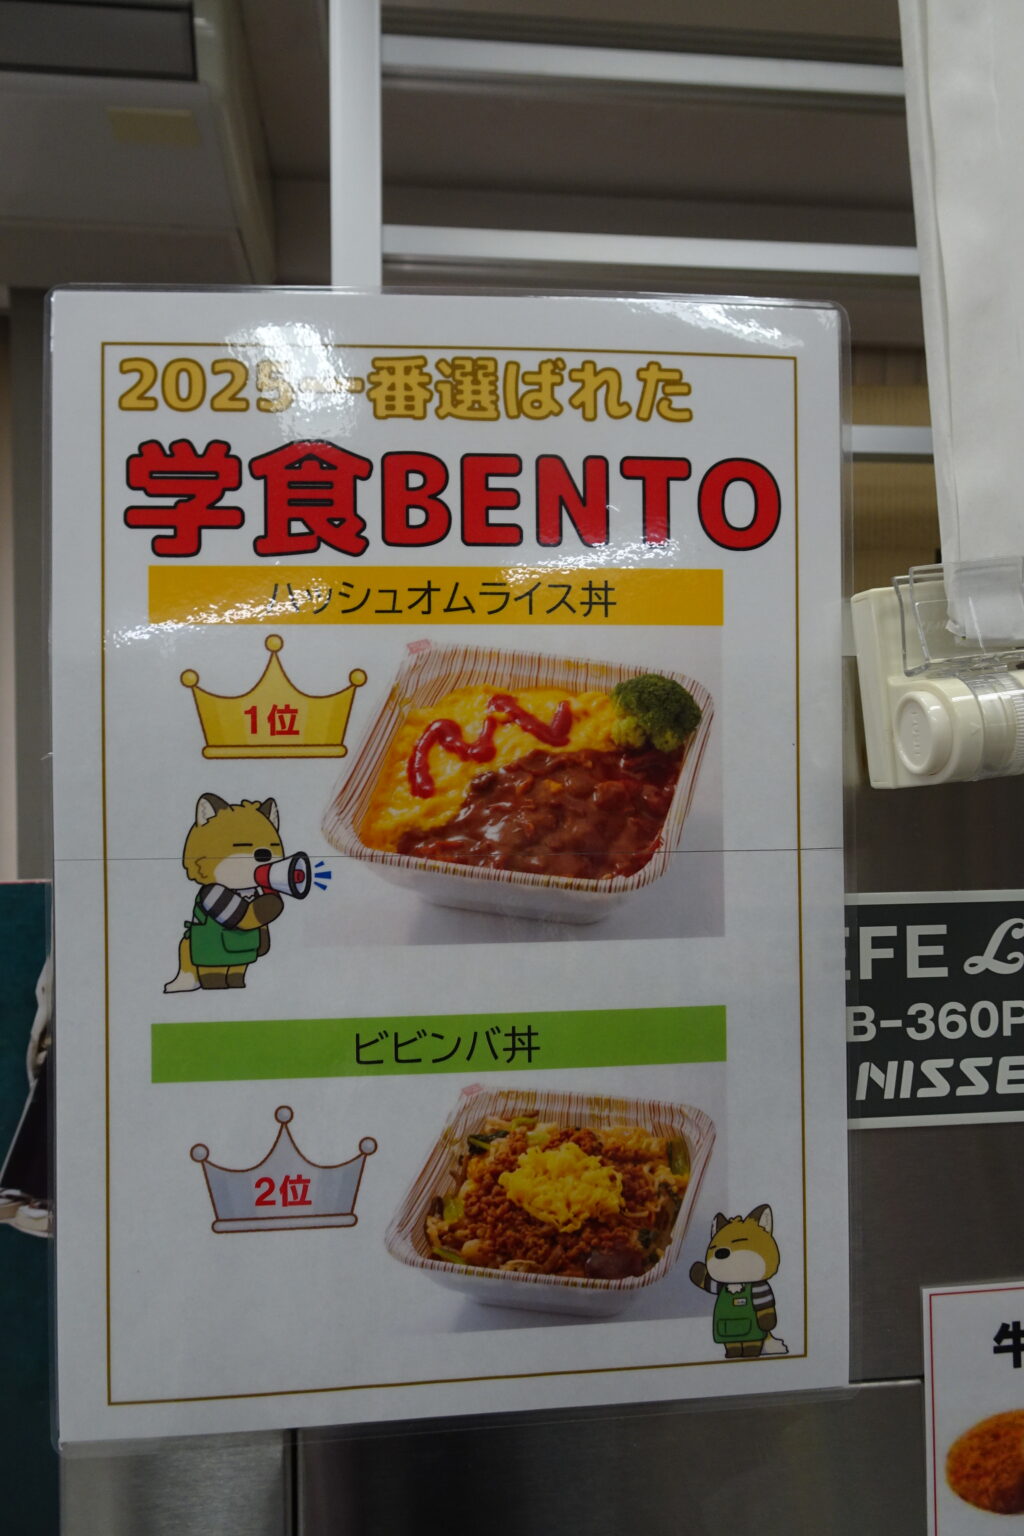 2025一番選ばれた
学食BENTO
ハッシュオムライス丼
1位
ビビンバ丼
2位
EFE
B-360P
NISSE
牛